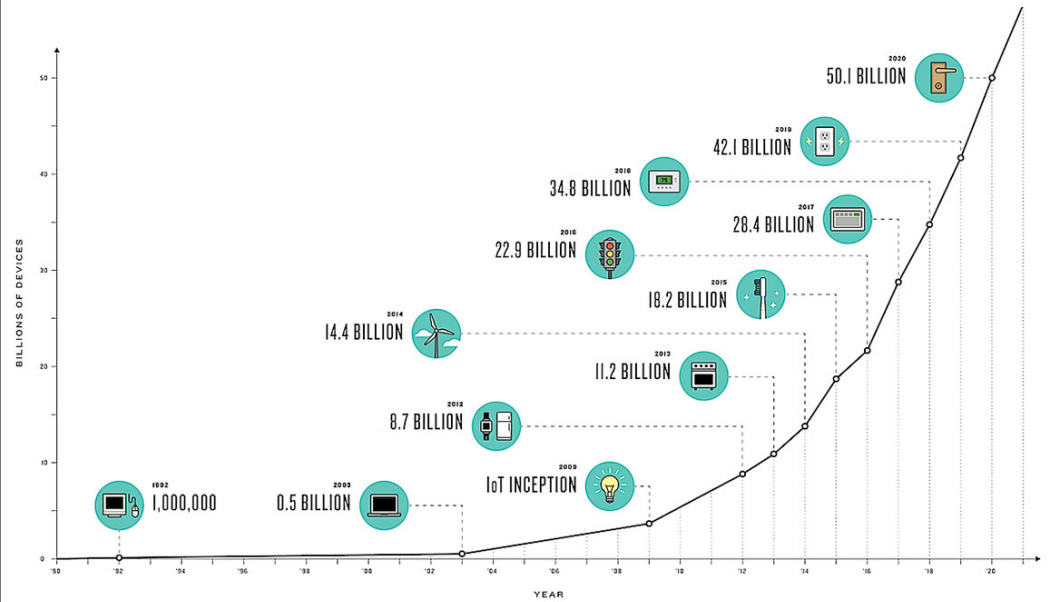 2020
50.1 BILLION
2019
42.1 BILLION
2018
34.8 BILLION
2017
28.4 BILLION
2016
22.9 BILLION
2015
18.2 BILLION
2014
14.4 BILLION
2013
11.2 BILLION
2012
8.7 BILLION
2009
IoT INCEPTION
2003
0.5 BILLION
1992
1,000,000
75
BILLIONS OF DEVICES
50
40
30
20
10
0
'90 '92 '94 '96 '98 '00 '02 '04 '06 '08 '10 '12 '14 '16 '18 '20
YEAR